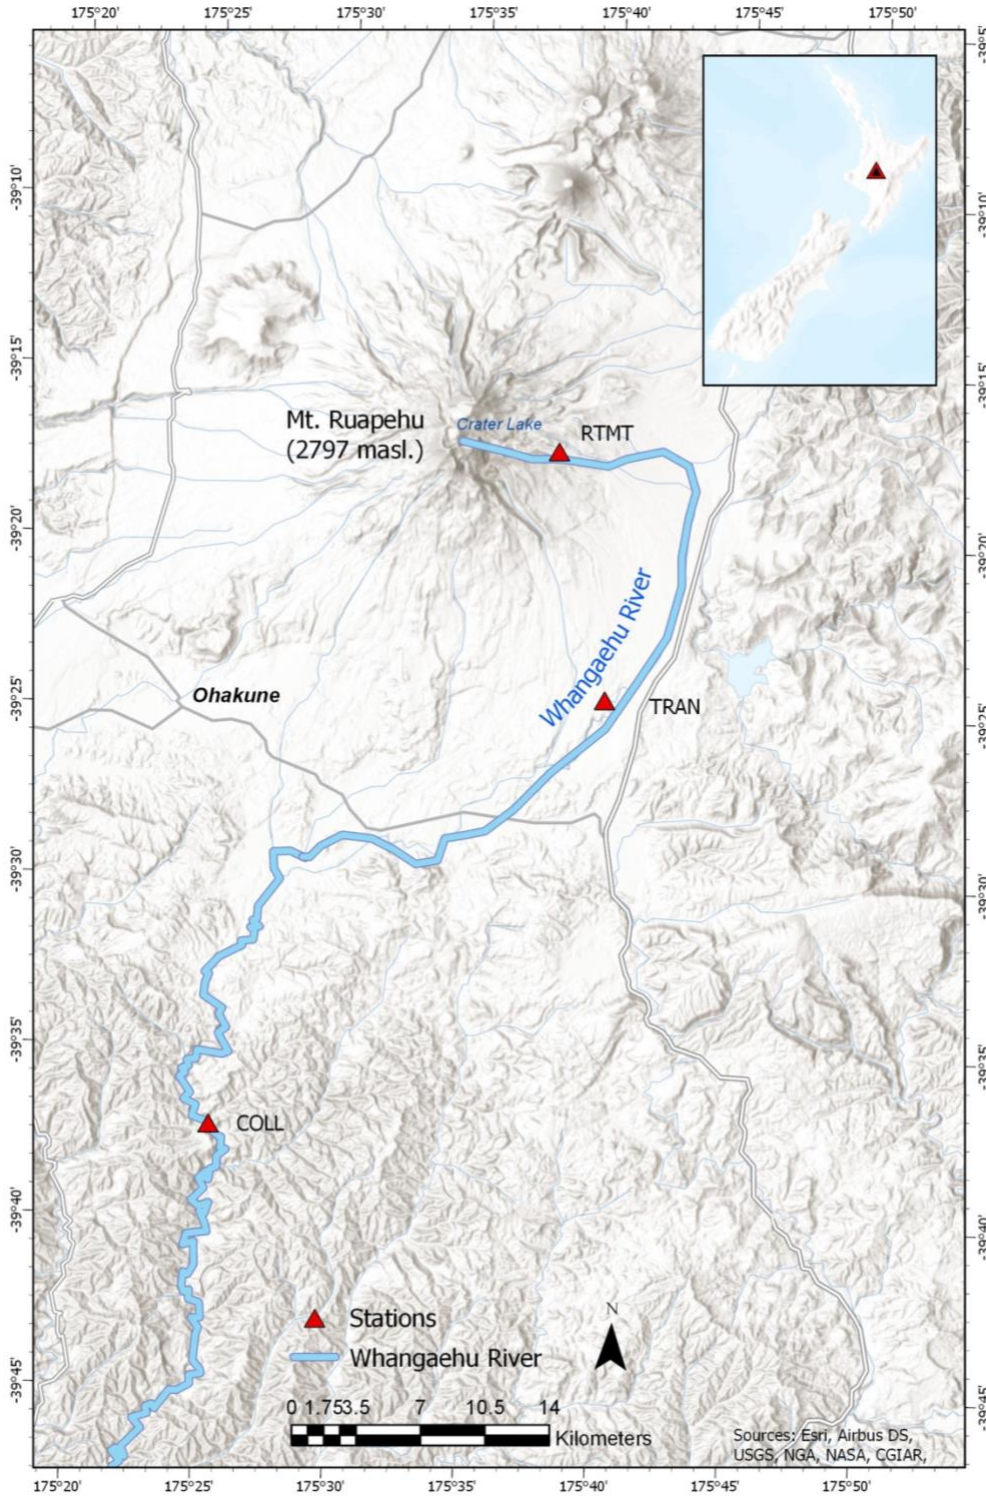 175°20' 175°25' 175°30' 175°35' 175°40' 175°45' 175°50'
-39°5'
-39°10'
-39°10'
-39°15'
-39°15'
Mt. Ruapehu
(2797 masl.)
Crater Lake
RTMT
-39°20'
-39°20'
Whangaehu River
Ohakune
TRAN
-39°25'
-39°25'
-39°30'
-39°30'
-39°35'
-39°35'
COLL
-39°40'
-39°40'
N
Stations
Whangaehu River
-39°45'
-39°45'
0 1.753.5 7 10.5 14
Kilometers
Sources: Esri, Airbus DS,
USGS, NGA, NASA, CGIAR,
175°20' 175°25' 175°30' 175°35' 175°40' 175°45' 175°50'